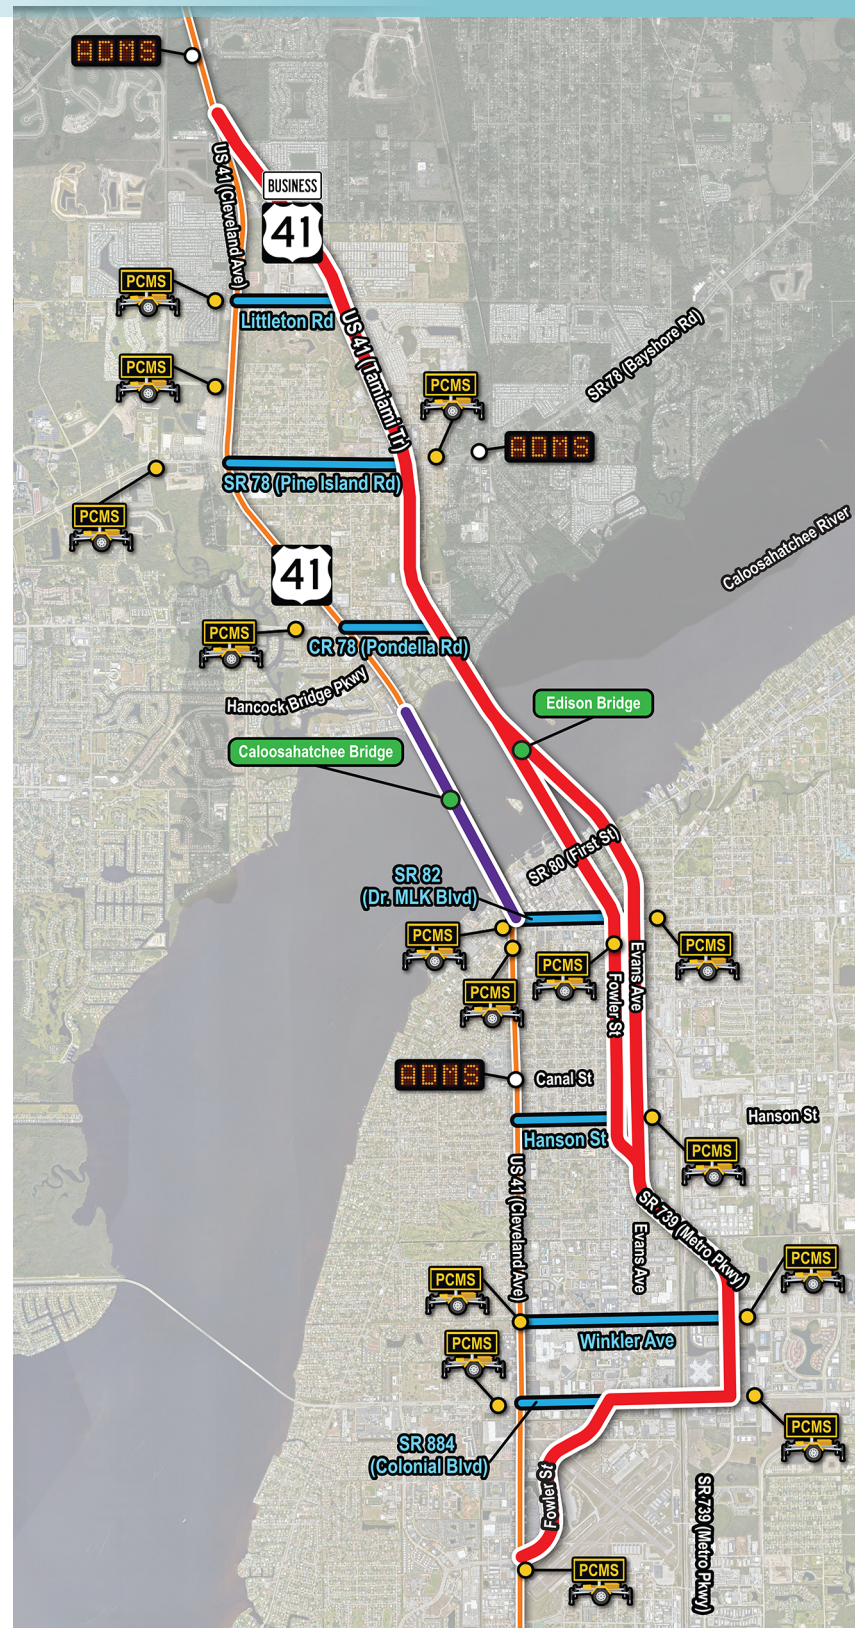 ADMS
US 41 (Cleveland Ave)
BUSINESS
41
PCMS
Littleton Rd
US 41 (Tamiami Tr)
SR 78 (Bayshore Rd)
PCMS
PCMS
ADMS
SR 78 (Pine Island Rd)
PCMS
Caloosahatchee River
41
PCMS
CR 78 (Pondella Rd)
Hancock Bridge Pkwy
Edison Bridge
Caloosahatchee Bridge
SR 80 (First St)
SR 82
(Dr. MLK Blvd)
PCMS
PCMS
PCMS
PCMS
Evans Ave
Fowler St
ADMS
Canal St
Hanson St
Hanson St
PCMS
US 41 (Cleveland Ave)
SR 739 (Metro Pkwy)
Evans Ave
PCMS
PCMS
Winkler Ave
PCMS
PCMS
SR 884
(Colonial Blvd)
Fowler St
SR 739 (Metro Pkwy)
PCMS